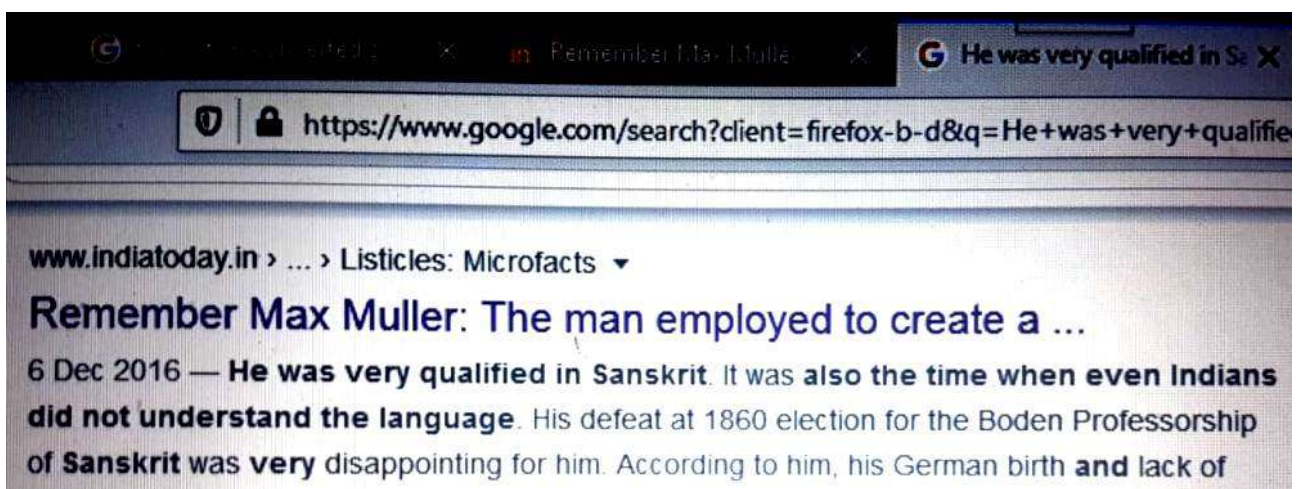 Remember Max Mulle
He was very qualified in Sa
https://www.google.com/search?client=firefox-b-d&q=He+was+very+qualifie
www.indiatoday.in › ... › Listicles: Microfacts
Remember Max Muller: The man employed to create a ...
6 Dec 2016 — He was very qualified in Sanskrit. It was also the time when even Indians
did not understand the language. His defeat at 1860 election for the Boden Professorship
of Sanskrit was very disappointing for him. According to him, his German birth and lack of